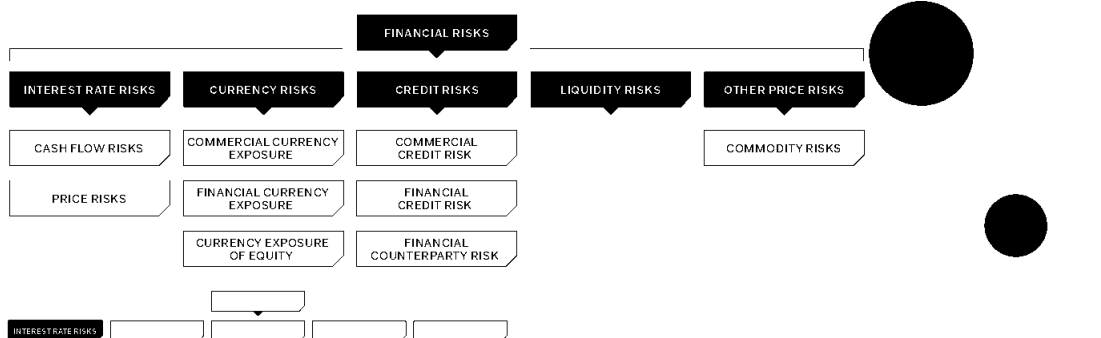 FINANCIAL RISKS
INTEREST RATE RISKS
CURRENCY RISKS
CREDIT RISKS
LIQUIDITY RISKS
OTHER PRICE RISKS
CASH FLOW RISKS
COMMERCIAL CURRENCY
EXPOSURE
COMMERCIAL
CREDIT RISK
COMMODITY RISKS
PRICE RISKS
FINANCIAL CURRENCY
EXPOSURE
FINANCIAL
CREDIT RISK
CURRENCY EXPOSURE
OF EQUITY
FINANCIAL
COUNTERPARTY RISK
INTEREST RATE RISKS